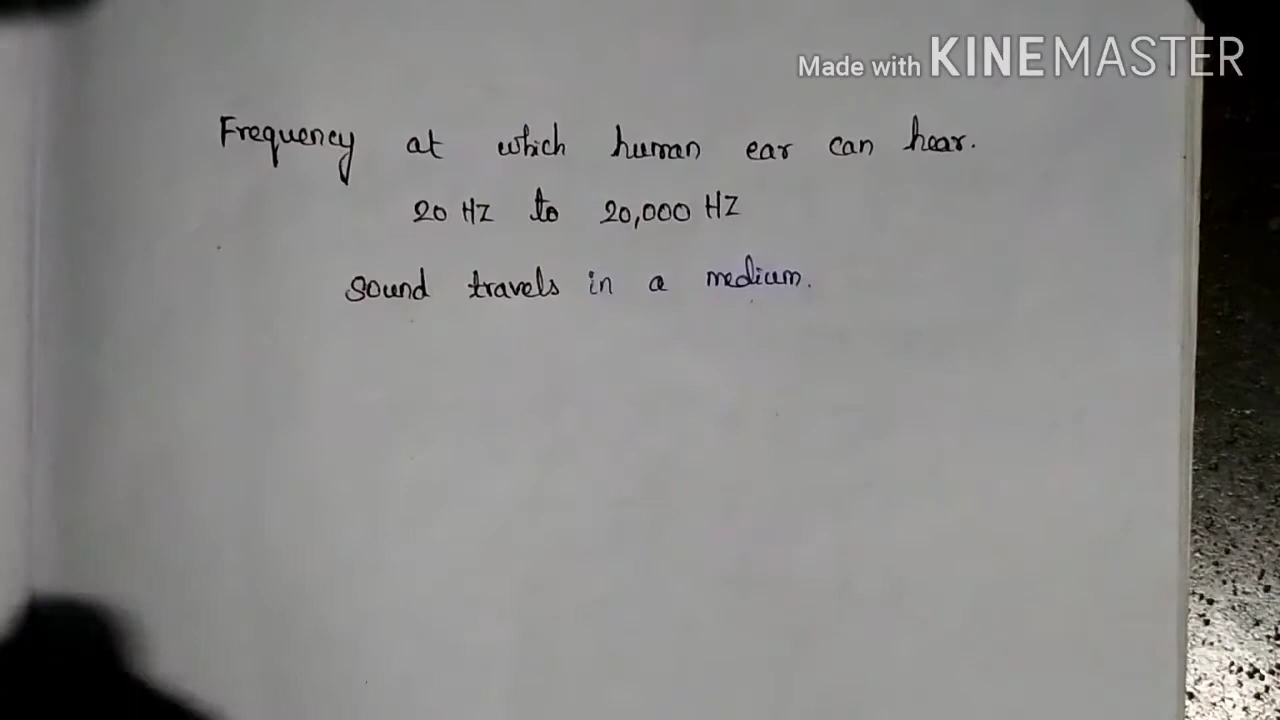 Made with KINEMASTER
Frequency at which human ear can hear.
20 HZ to 20,000 HZ
sound travels in a medium.